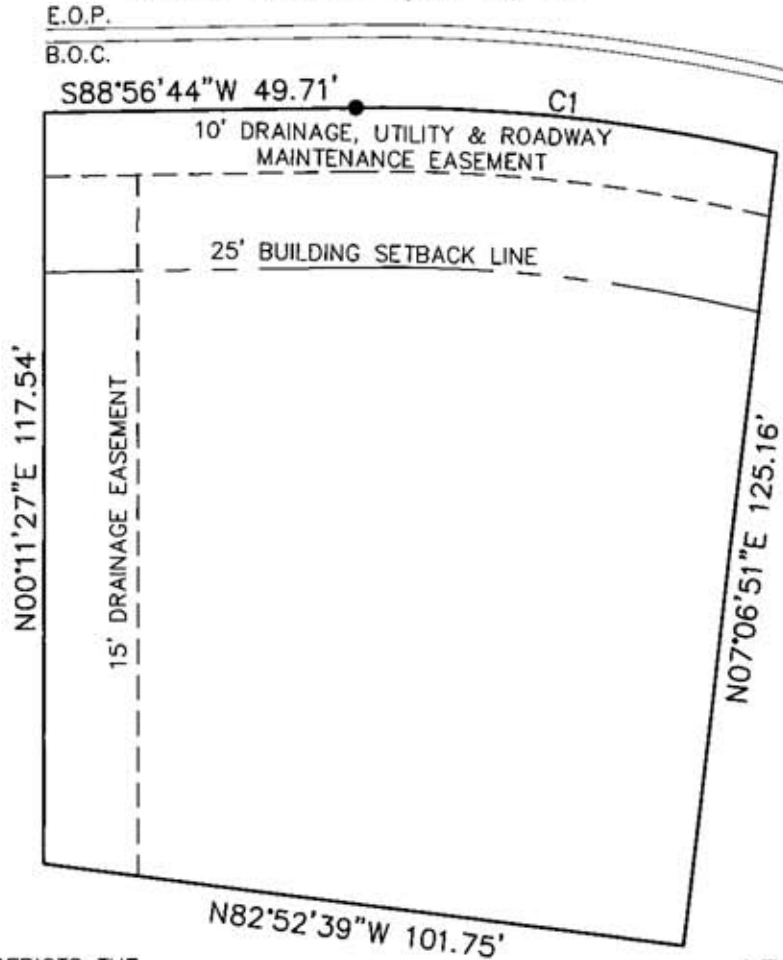 E.O.P.
B.O.C.
S88°56'44"W 49.71'
C1
10' DRAINAGE, UTILITY & ROADWAY
MAINTENANCE EASEMENT
25' BUILDING SETBACK LINE
N00°11'27"E 117.54'
15' DRAINAGE EASEMENT
N07°06'51"E 125.16'
N82°52'39"W 101.75'